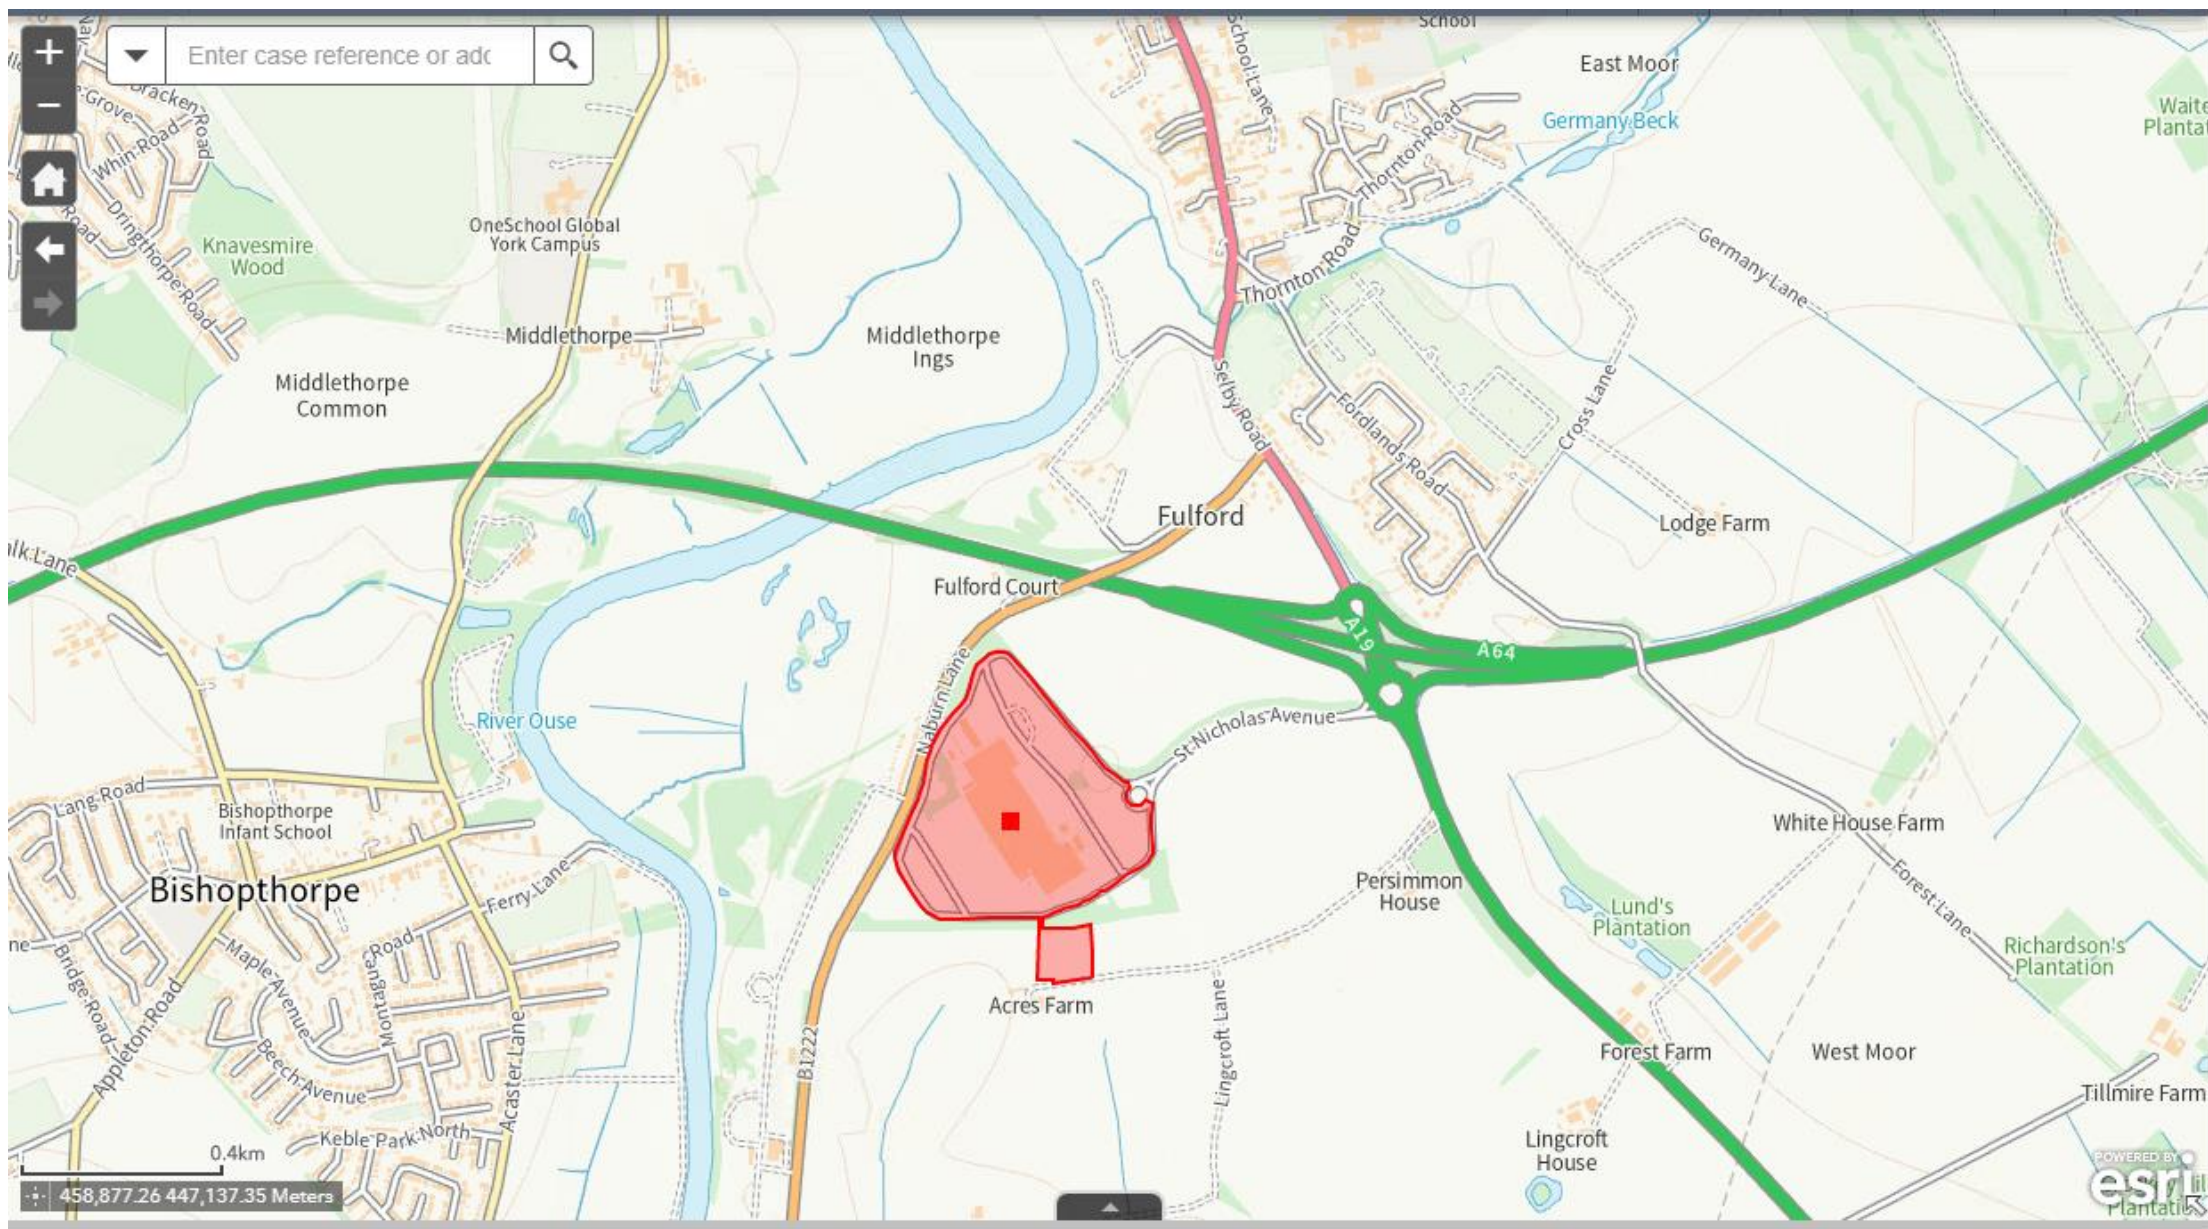 Enter case reference or adc
School
School Lane
East Moor
Germany Beck
Bracken Road
Whin Road
Thornton Road
Dringthorpe Road
Road
Knavesmire
Wood
OneSchool Global
York Campus
Germany Lane
Thornton Road
Middlethorpe
Middlethorpe
Ings
Middlethorpe
Common
Selby Road
Fordlands Road
Cross Lane
Fulford
Lodge Farm
Fulford Court
A19
A64
Naburn Lane
River Ouse
St Nicholas Avenue
Lang Road
Bishopthorpe
Infant School
White House Farm
Bishopthorpe
Ferry Lane
Persimmon
House
Forest Lane
Lund's
Plantation
Richardson's
Plantation
Maple Avenue
Montague Road
Bridge Road
Appleton Road
Acres Farm
Lingcroft Lane
B1222
Beech Avenue
Acaster Lane
Forest Farm
West Moor
Tillmire Farm
Keble Park North
Lingcroft
House
0.4km
458,877.26 447,137.35 Meters
POWERED BY
esri